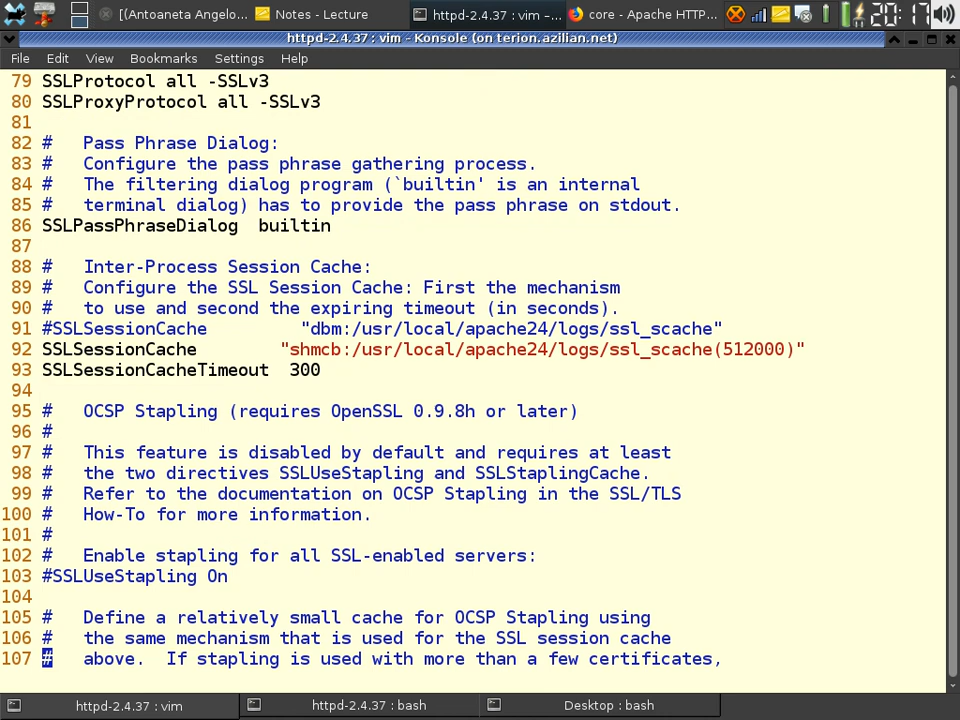 [(Antoaneta Angelo... Notes - Lecture httpd-2.4.37 : vim –... core - Apache HTTP... 20:17
httpd-2.4.37 : vim – Konsole (on terion.azilian.net)
File Edit View Bookmarks Settings Help
79 SSLProtocol all -SSLv3
80 SSLProxyProtocol all -SSLv3
81
82 #   Pass Phrase Dialog:
83 #   Configure the pass phrase gathering process.
84 #   The filtering dialog program (`builtin' is an internal
85 #   terminal dialog) has to provide the pass phrase on stdout.
86 SSLPassPhraseDialog  builtin
87
88 #   Inter-Process Session Cache:
89 #   Configure the SSL Session Cache: First the mechanism
90 #   to use and second the expiring timeout (in seconds).
91 #SSLSessionCache         "dbm:/usr/local/apache24/logs/ssl_scache"
92 SSLSessionCache        "shmcb:/usr/local/apache24/logs/ssl_scache(512000)"
93 SSLSessionCacheTimeout  300
94
95 #   OCSP Stapling (requires OpenSSL 0.9.8h or later)
96 #
97 #   This feature is disabled by default and requires at least
98 #   the two directives SSLUseStapling and SSLStaplingCache.
99 #   Refer to the documentation on OCSP Stapling in the SSL/TLS
100 #   How-To for more information.
101 #
102 #   Enable stapling for all SSL-enabled servers:
103 #SSLUseStapling On
104
105 #   Define a relatively small cache for OCSP Stapling using
106 #   the same mechanism that is used for the SSL session cache
107 #   above.  If stapling is used with more than a few certificates,
httpd-2.4.37 : vim httpd-2.4.37 : bash Desktop : bash